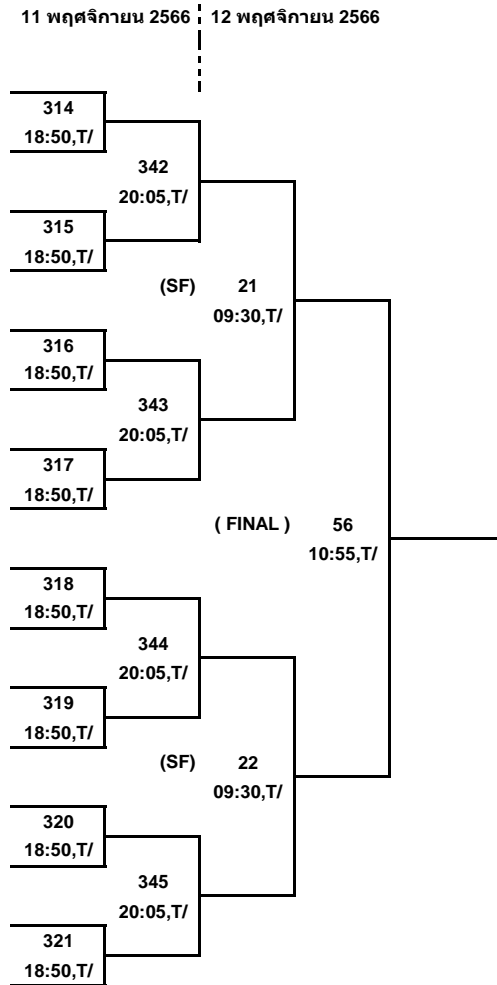 11 พฤศจิกายน 2566 12 พฤศจิกายน 2566
314
18:50,T/
342
20:05,T/
315
18:50,T/
(SF) 21
09:30,T/
316
18:50,T/
343
20:05,T/
317
18:50,T/
( FINAL ) 56
10:55,T/
318
18:50,T/
344
20:05,T/
319
18:50,T/
(SF) 22
09:30,T/
320
18:50,T/
345
20:05,T/
321
18:50,T/